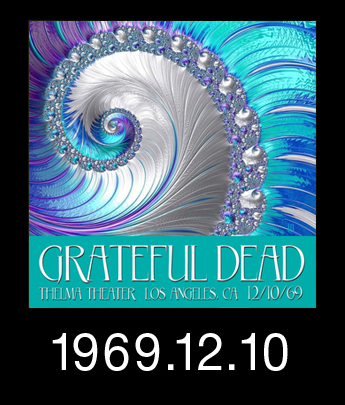 GRATEFUL DEAD
THELMA THEATER LOS ANGELES, CA 12/10/69
1969.12.10